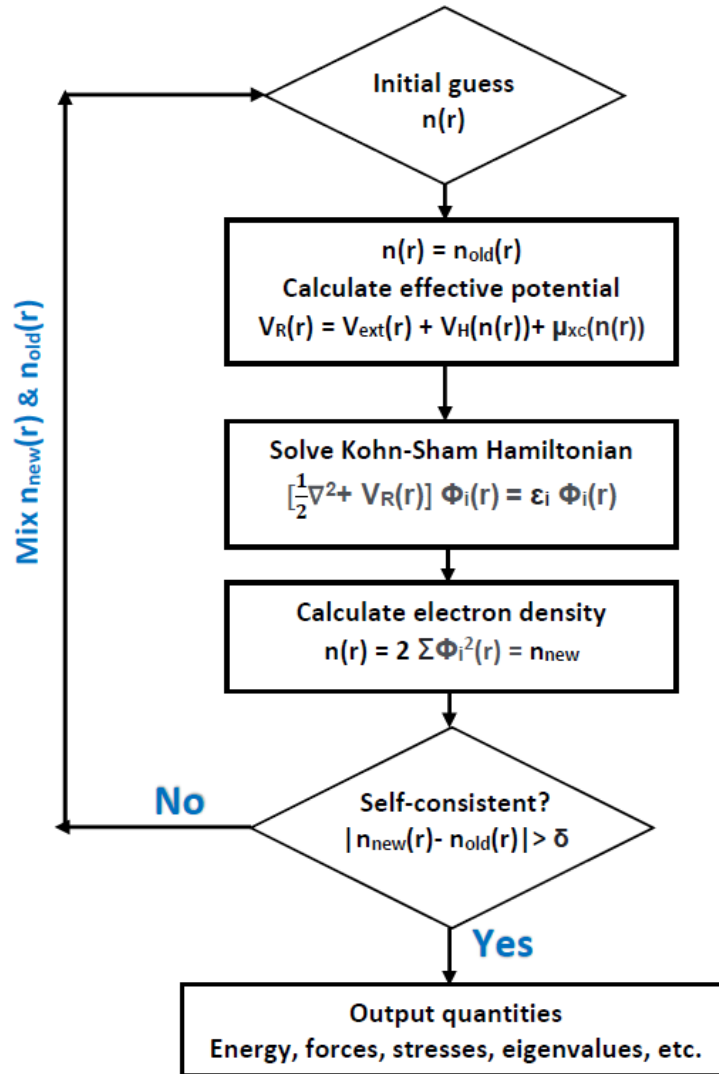 Initial guess
n(r)
n(r) = nold(r)
Calculate effective potential
VR(r) = Vext(r) + VH(n(r))+ μxc(n(r))
Solve Kohn-Sham Hamiltonian
[1/2∇²+ VR(r)] Φi(r) = εi Φi(r)
Calculate electron density
n(r) = 2 ΣΦi²(r) = nnew
Self-consistent?
|nnew(r)- nold(r)|> δ
No
Mix nnew(r) & nold(r)
Yes
Output quantities
Energy, forces, stresses, eigenvalues, etc.